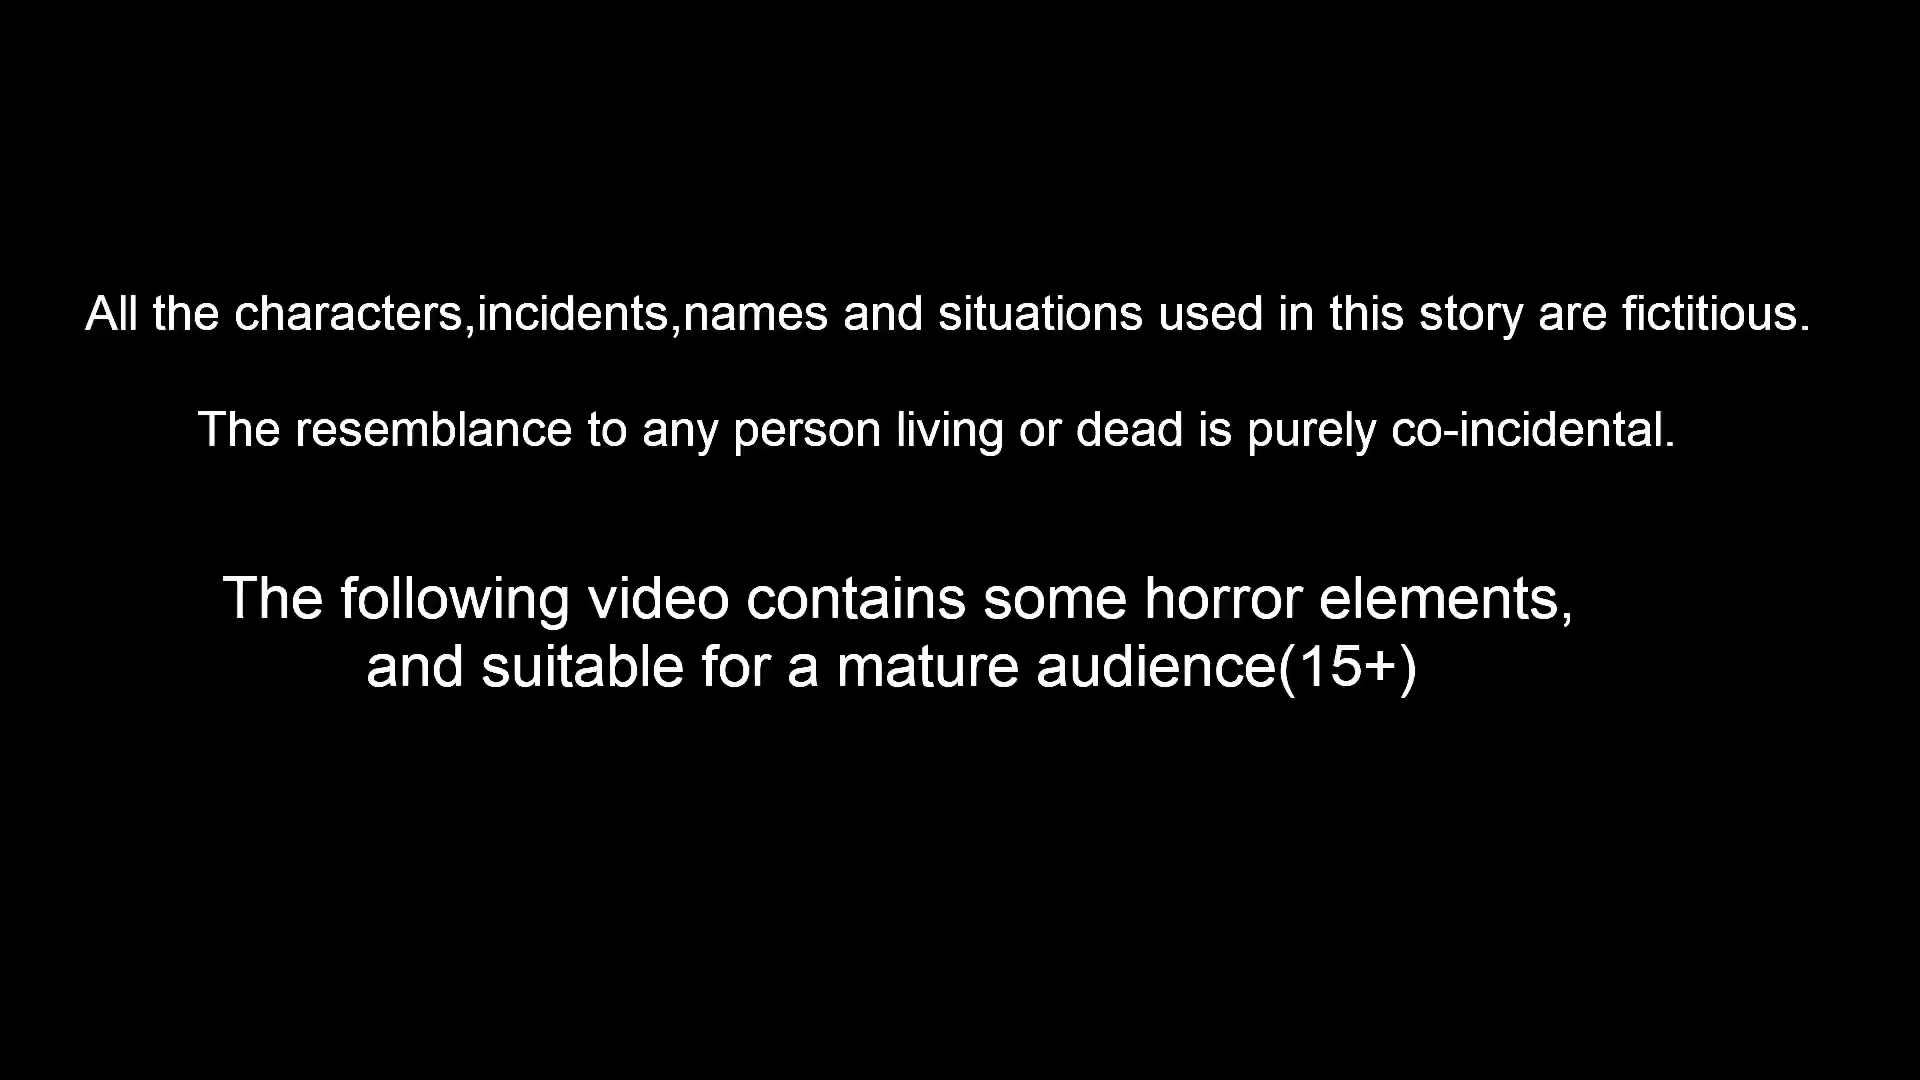 All the characters,incidents,names and situations used in this story are fictitious.
The resemblance to any person living or dead is purely co-incidental.
The following video contains some horror elements,
and suitable for a mature audience(15+)